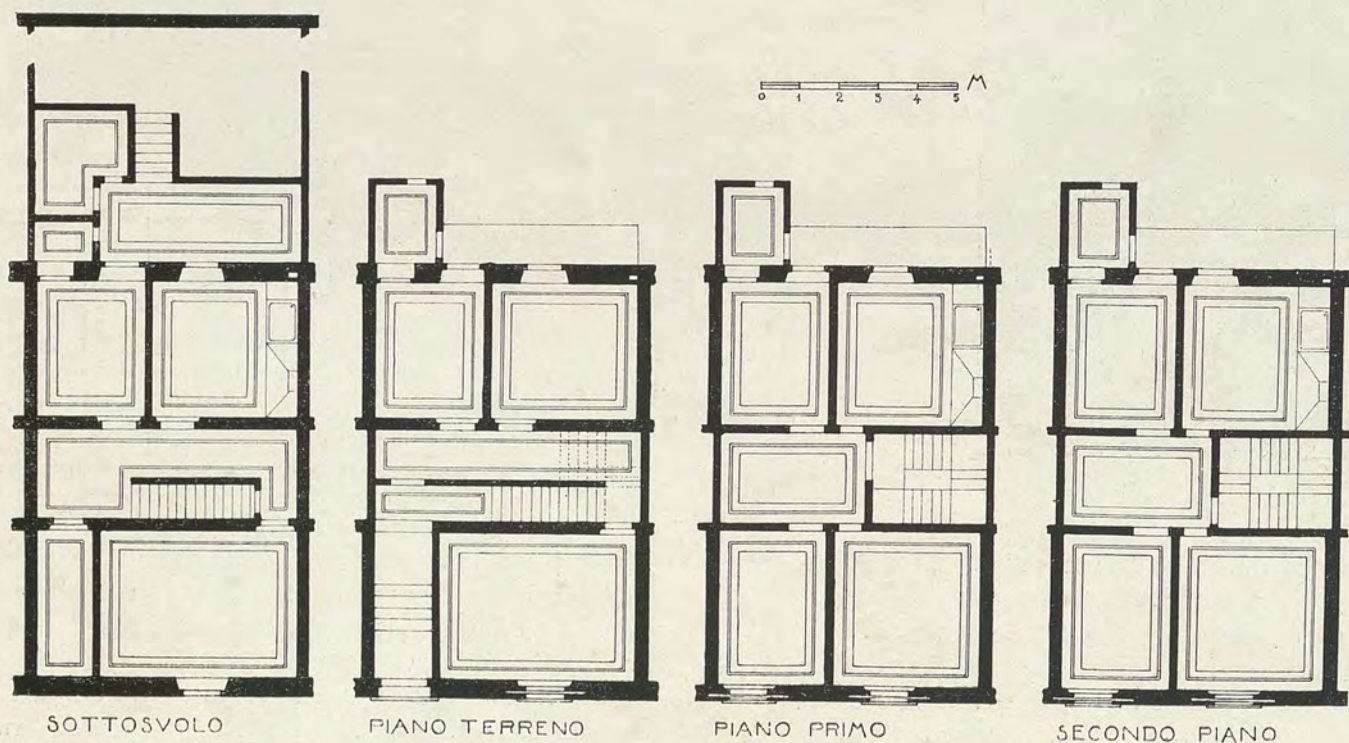 M
0 1 2 3 4 5
SOTTOSVOLO
PIANO TERRENO
PIANO PRIMO
SECONDO PIANO